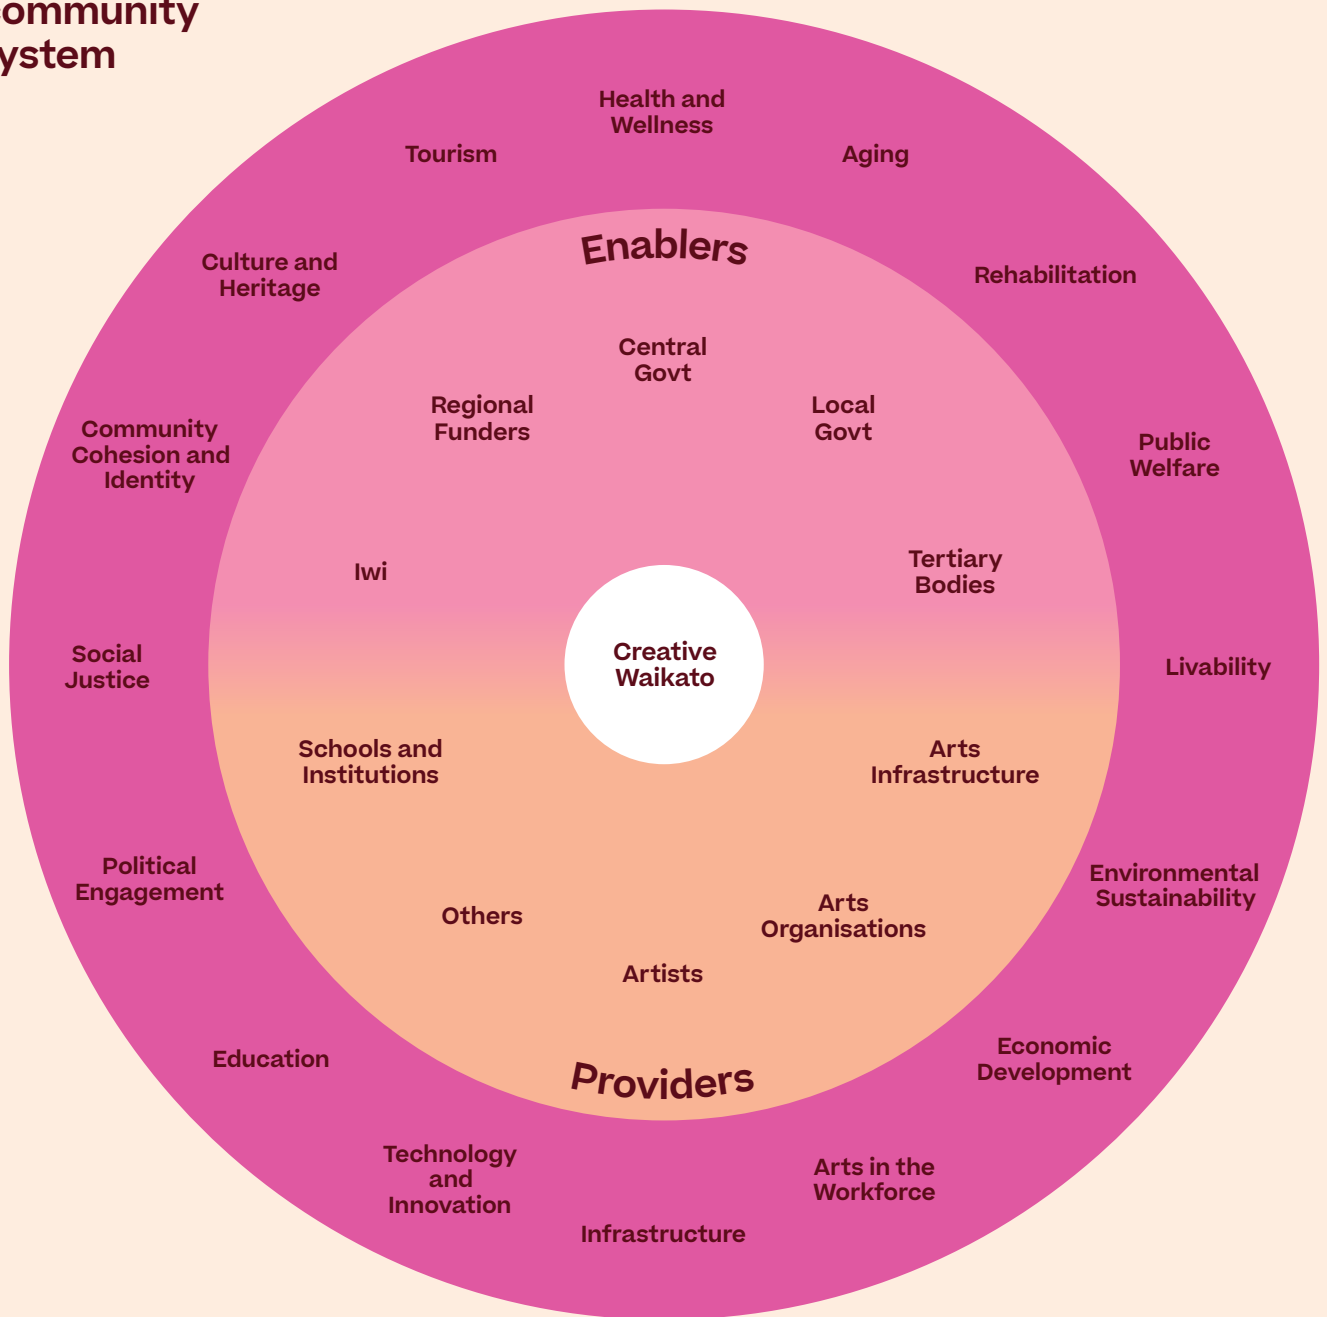 ommunity
ystem
Health and
Wellness
Tourism
Aging
Culture and
Heritage
Rehabilitation
Enablers
Central
Govt
Regional
Funders
Local
Govt
Community
Cohesion and
Identity
Public
Welfare
Iwi
Tertiary
Bodies
Social
Justice
Creative
Waikato
Livability
Schools and
Institutions
Arts
Infrastructure
Political
Engagement
Environmental
Sustainability
Others
Arts
Organisations
Artists
Education
Economic
Development
Providers
Technology
and
Innovation
Arts in the
Workforce
Infrastructure